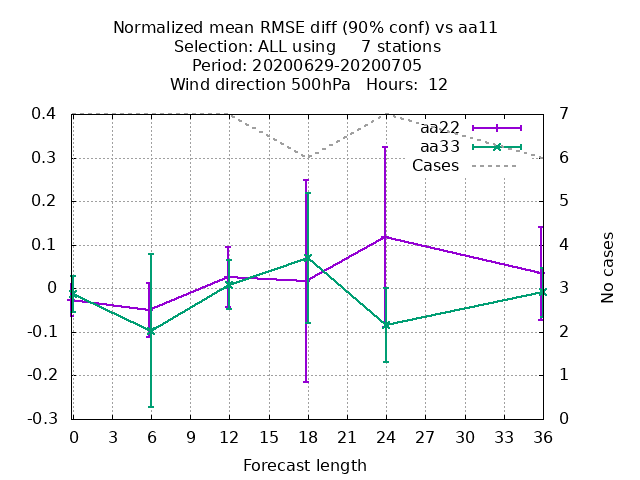 Normalized mean RMSE diff (90% conf) vs aa11
Selection: ALL using     7 stations
Period: 20200629-20200705
Wind direction 500hPa   Hours:  12
0.4
0.3
0.2
0.1
0
-0.1
-0.2
-0.3
7
6
5
4
3
2
1
0
aa22
aa33
Cases
No cases
0 3 6 9 12 15 18 21 24 27 30 33 36
Forecast length